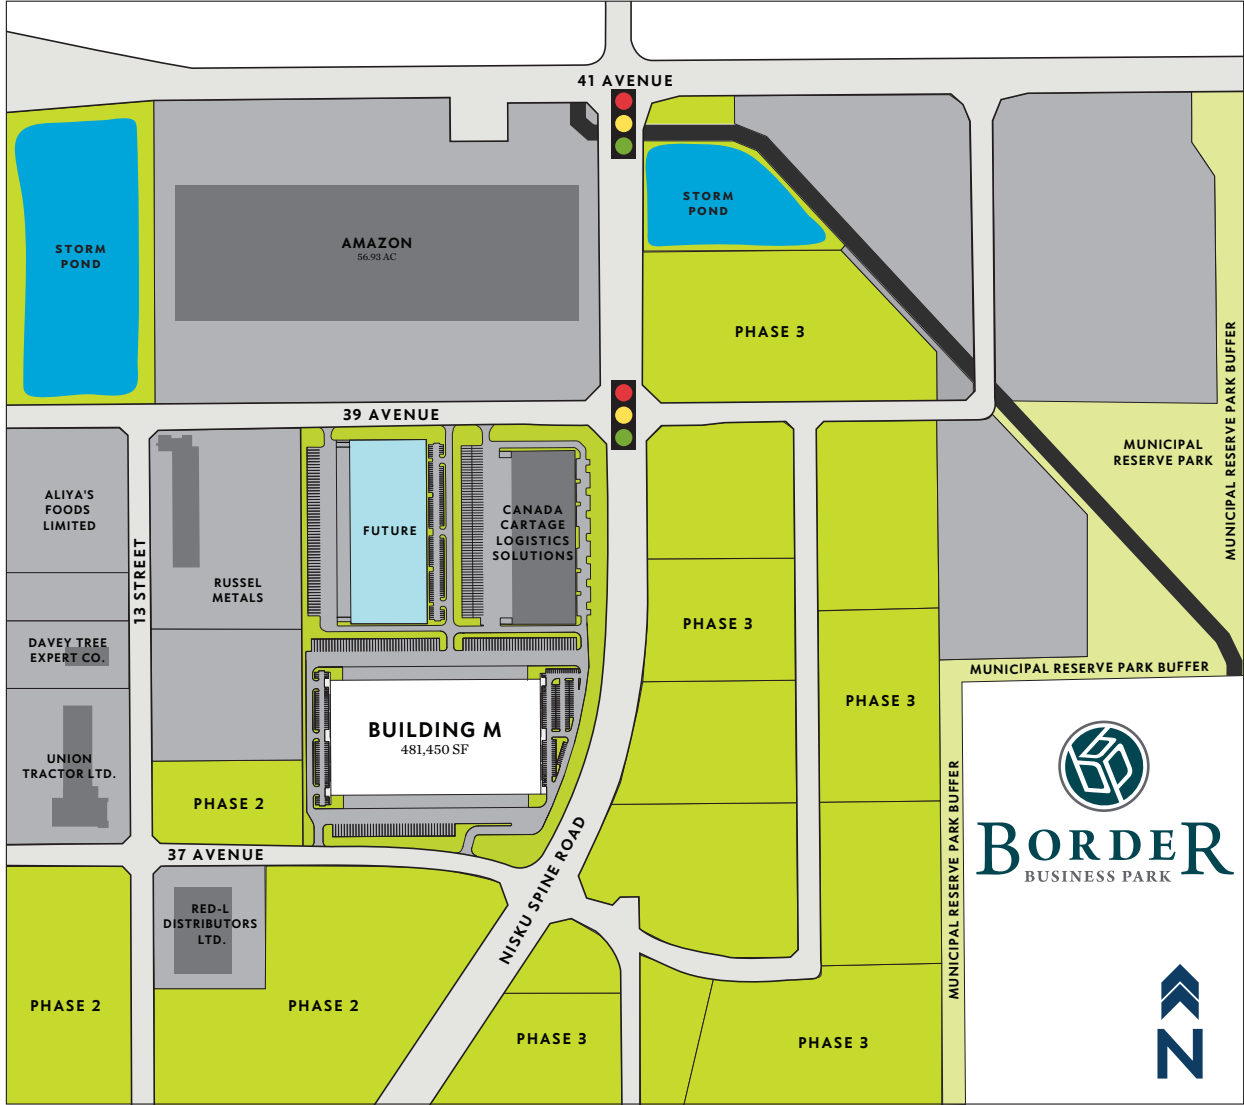 41 AVENUE
STORM
POND
AMAZON
56.93 AC
STORM
POND
PHASE 3
39 AVENUE
MUNICIPAL
RESERVE PARK
MUNICIPAL RESERVE PARK BUFFER
ALIYA'S
FOODS
LIMITED
13 STREET
RUSSEL
METALS
FUTURE
CANADA
CARTAGE
LOGISTICS
SOLUTIONS
DAVEY TREE
EXPERT CO.
PHASE 3
MUNICIPAL RESERVE PARK BUFFER
PHASE 3
UNION
TRACTOR LTD.
BUILDING M
481,450 SF
PHASE 2
37 AVENUE
NISKU SPINE ROAD
MUNICIPAL RESERVE PARK BUFFER
BORDER
BUSINESS PARK
RED-L
DISTRIBUTORS
LTD.
PHASE 2
PHASE 2
PHASE 3
PHASE 3
N